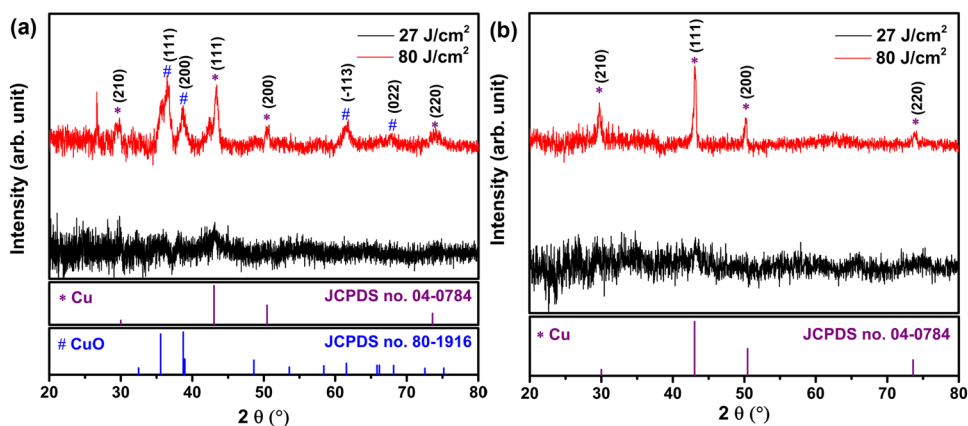 (a)
27 J/cm²
80 J/cm²
* (210)
# (111)
# (200)
* (111)
* (200)
# (-113)
# (022)
* (220)
Intensity (arb. unit)
* Cu
JCPDS no. 04-0784
# CuO
JCPDS no. 80-1916
20 30 40 50 60 70 80
2 θ (°)
(b)
27 J/cm²
80 J/cm²
* (210)
* (111)
* (200)
* (220)
Intensity (arb. unit)
* Cu
JCPDS no. 04-0784
20 30 40 50 60 70 80
2 θ (°)